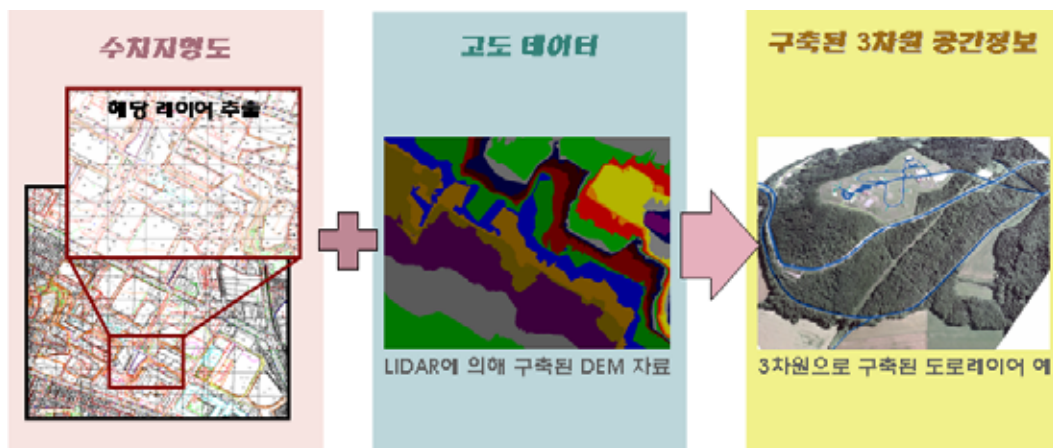 수치지형도
해당 레이어 추출
고도 데이터
LIDAR에 의해 구축된 DEM 자료
구축된 3차원 공간정보
3차원으로 구축된 도로레이어 예